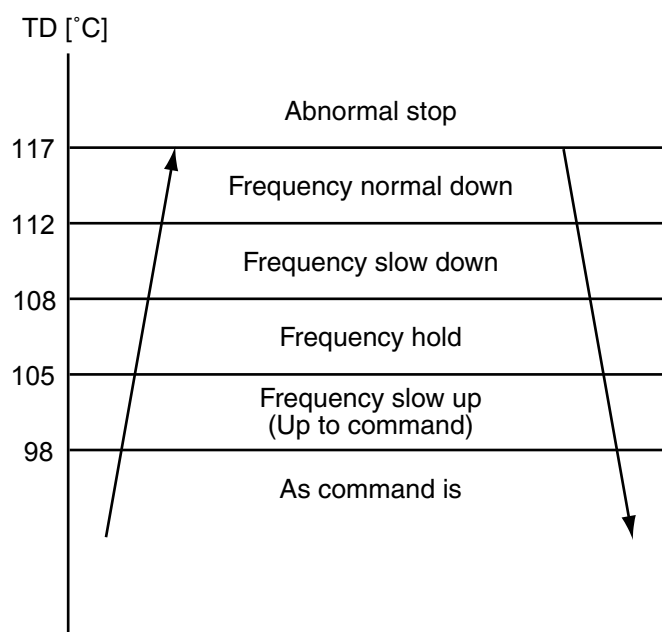 TD [˚C]
Abnormal stop
117
Frequency normal down
112
Frequency slow down
108
Frequency hold
105
Frequency slow up
(Up to command)
98
As command is